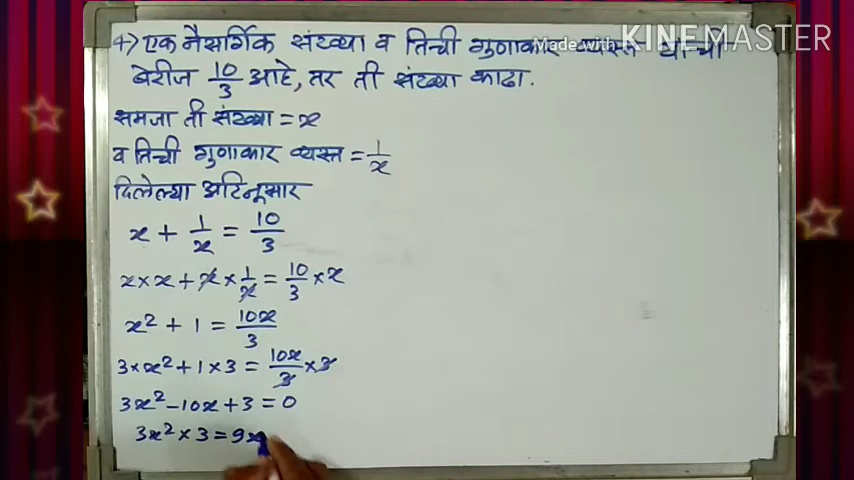 4) एक नैसर्गिक संख्या व तिची गुणाकार व्यस्त यांची
Made with KINEMASTER
बेरीज 10/3 आहे, तर ती संख्या काढा.
समजा ती संख्या = x
व तिची गुणाकार व्यस्त = 1/x
दिलेल्या अटिनूसार
x + 1/x = 10/3
x × x + x × 1/x = 10/3 × x
x² + 1 = 10x/3
3 × x² + 1 × 3 = 10x/3 × 3
3x² - 10x + 3 = 0
3x² × 3 = 9x